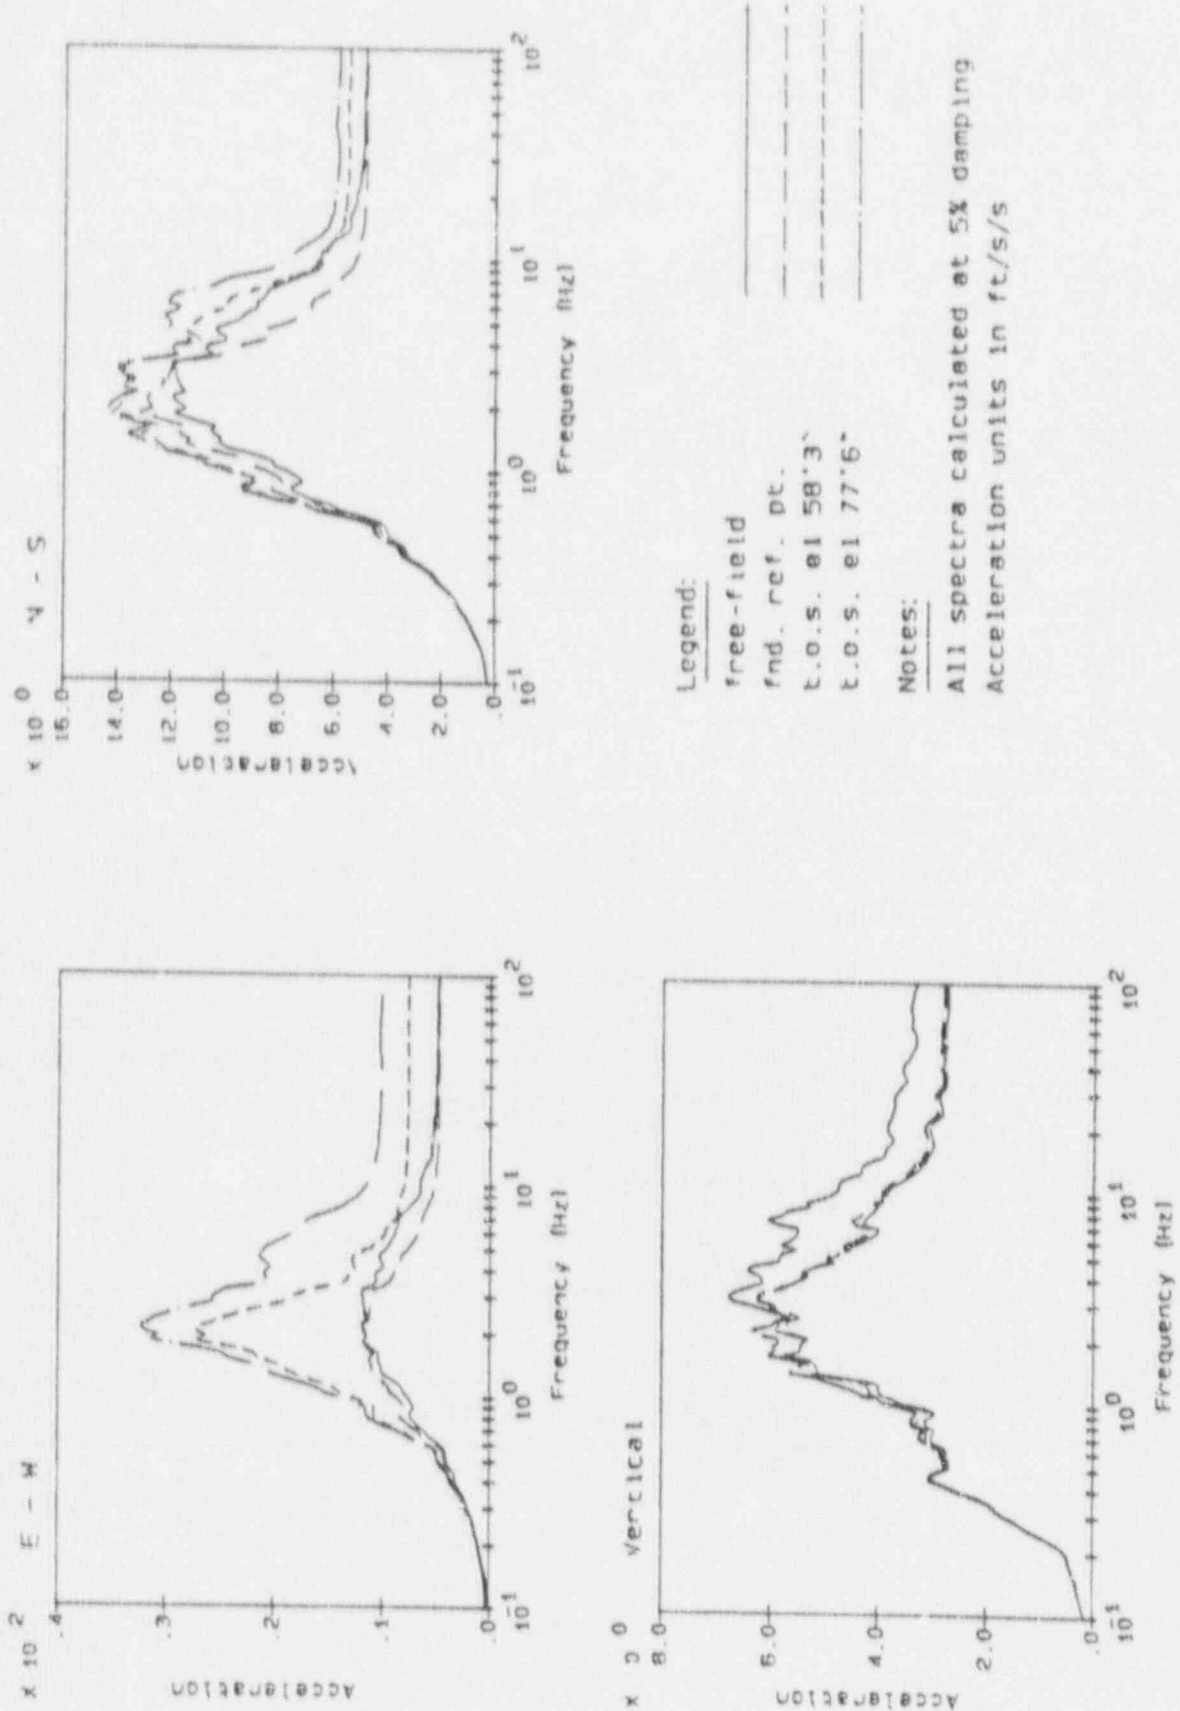 E - W
x 10 2
.4
.3
.2
.1
.0
Acceleration
10-1
10 0
10 1
10 2
Frequency (Hz)
N - S
x 10 0
16.0
14.0
12.0
10.0
8.0
6.0
4.0
2.0
.0
Acceleration
10-1
10 0
10 1
10 2
Frequency (Hz)
Vertical
x 10 0
8.0
6.0
4.0
2.0
.0
Acceleration
10-1
10 0
10 1
10 2
Frequency (Hz)
Legend:
free-field
fnd. ref. pt.
t.o.s. el 58'3"
t.o.s. el 77'6"
Notes:
All spectra calculated at 5% damping
Acceleration units in ft/s/s